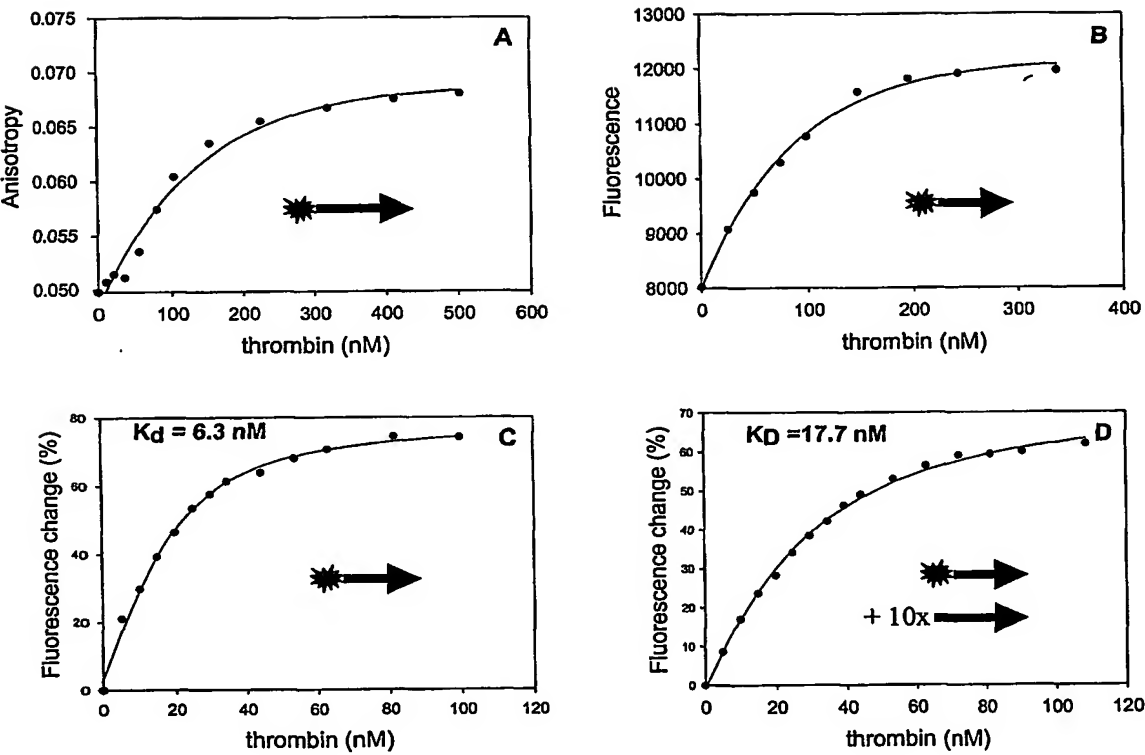 0.075
0.070
0.065
0.060
0.055
0.050
Anisotropy
A
0 100 200 300 400 500 600
thrombin (nM)
13000
12000
11000
10000
9000
8000
Fluorescence
B
0 100 200 300 400
thrombin (nM)
80
60
40
20
0
Fluorescence change (%)
Kd = 6.3 nM
C
0 20 40 60 80 100 120
thrombin (nM)
70
60
50
40
30
20
10
0
Fluorescence change (%)
KD =17.7 nM
D
+ 10x
0 20 40 60 80 100 120
thrombin (nM)